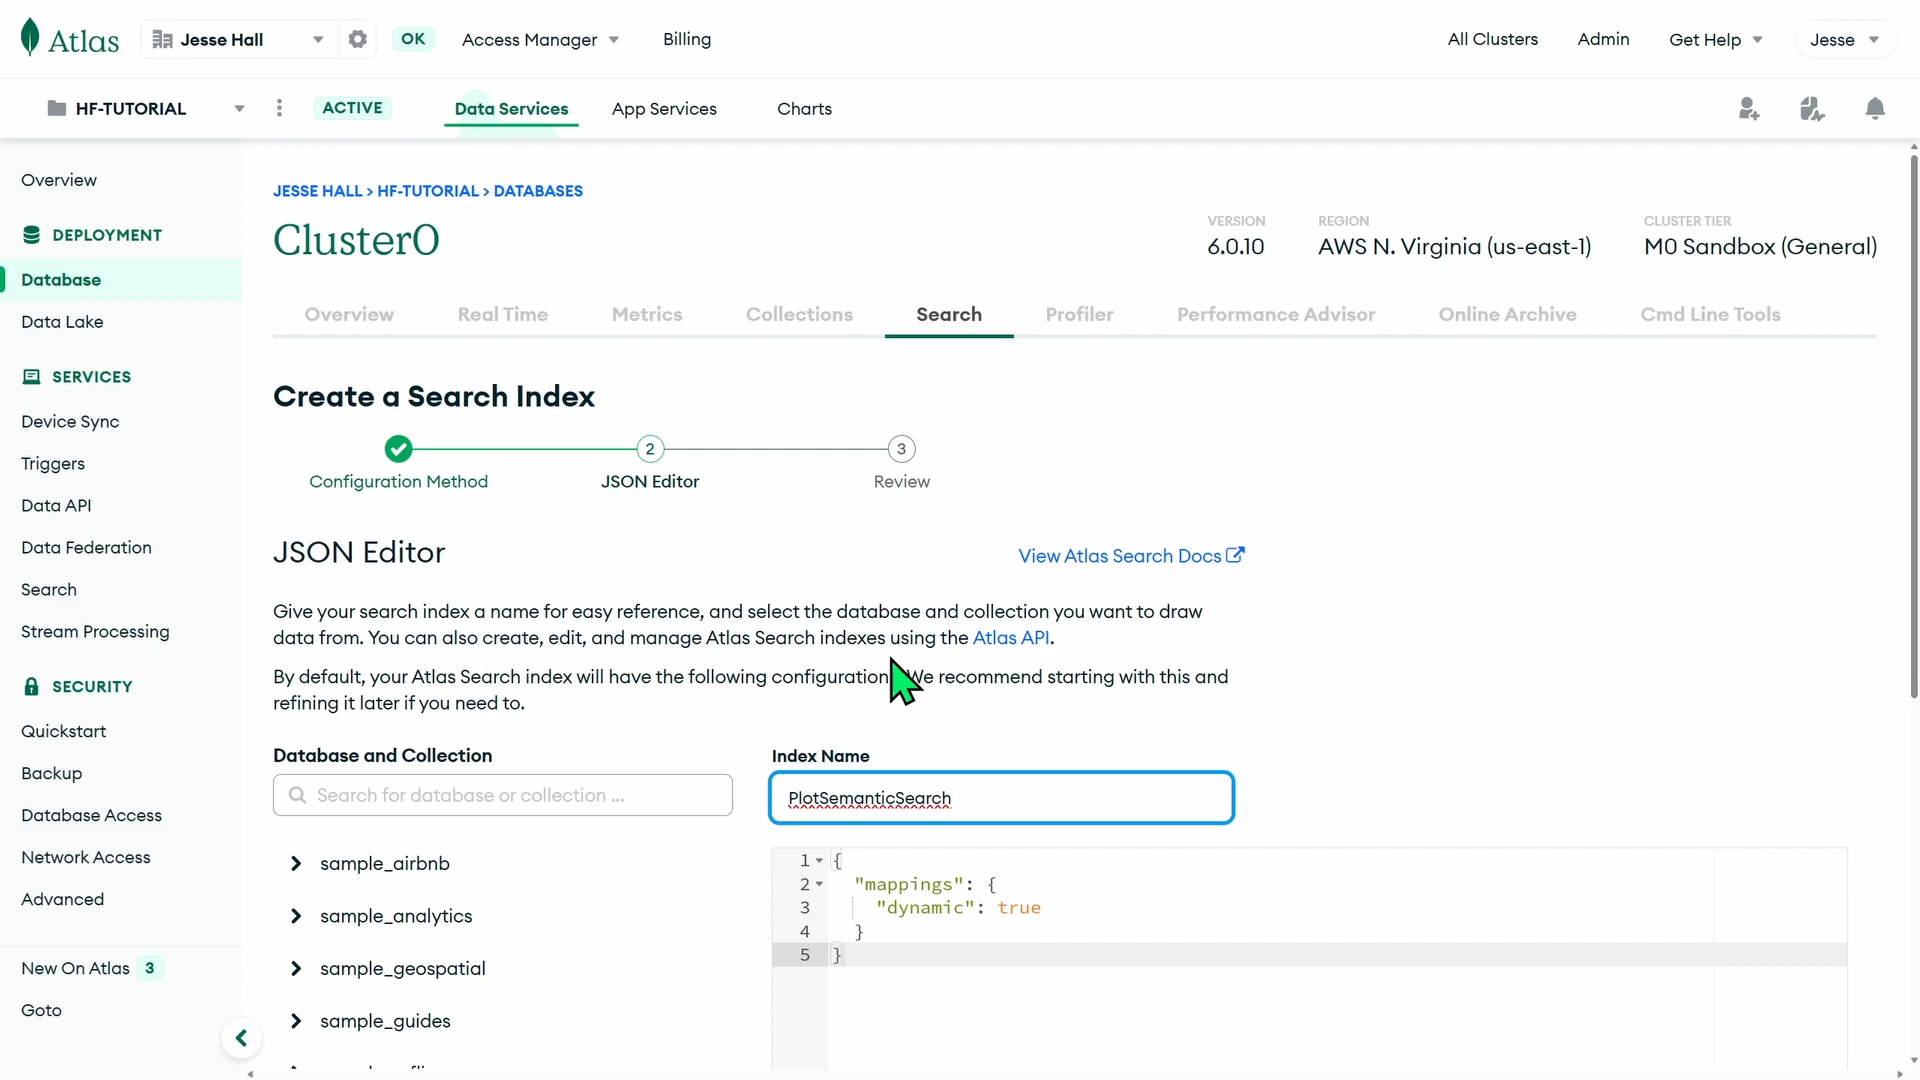 Atlas
Jesse Hall
OK
Access Manager
Billing
All Clusters
Admin
Get Help
Jesse
HF-TUTORIAL
ACTIVE
Data Services
App Services
Charts
Overview
DEPLOYMENT
Database
Data Lake
SERVICES
Device Sync
Triggers
Data API
Data Federation
Search
Stream Processing
SECURITY
Quickstart
Backup
Database Access
Network Access
Advanced
New On Atlas 3
Goto
JESSE HALL > HF-TUTORIAL > DATABASES
Cluster0
VERSION
6.0.10
REGION
AWS N. Virginia (us-east-1)
CLUSTER TIER
M0 Sandbox (General)
Overview
Real Time
Metrics
Collections
Search
Profiler
Performance Advisor
Online Archive
Cmd Line Tools
Create a Search Index
Configuration Method
2
JSON Editor
3
Review
JSON Editor
View Atlas Search Docs
Give your search index a name for easy reference, and select the database and collection you want to draw
data from. You can also create, edit, and manage Atlas Search indexes using the Atlas API.
By default, your Atlas Search index will have the following configuration. We recommend starting with this and
refining it later if you need to.
Database and Collection
Search for database or collection ...
sample_airbnb
sample_analytics
sample_geospatial
sample_guides
Index Name
PlotSemanticSearch
1 {
2 "mappings": {
3 "dynamic": true
4 }
5 }